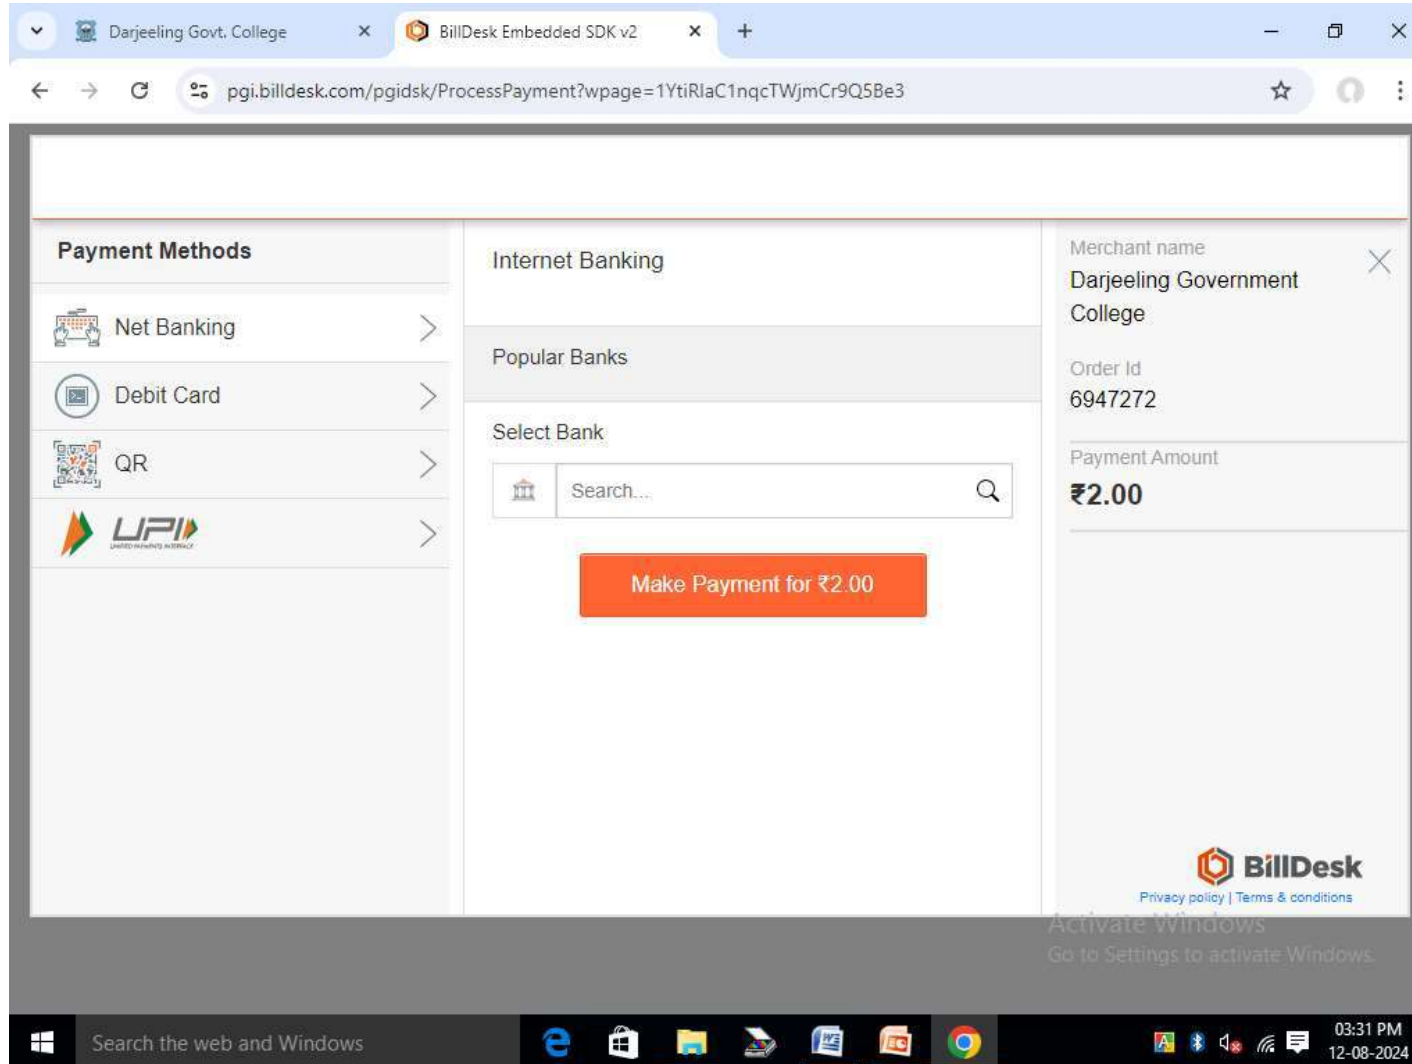 Darjeeling Govt. College
BillDesk Embedded SDK v2
pgi.billdesk.com/pgidsk/ProcessPayment?wpage=1YtiRlaC1nqcTWjmCr9Q5Be3
Payment Methods
Net Banking
Debit Card
QR
UPI
UNIFIED PAYMENTS INTERFACE
Internet Banking
Popular Banks
Select Bank
Search...
Make Payment for ₹2.00
Merchant name
Darjeeling Government
College
Order Id
6947272
Payment Amount
₹2.00
BillDesk
Privacy policy | Terms & conditions
Activate Windows
Go to Settings to activate Windows.
Search the web and Windows
03:31 PM
12-08-2024